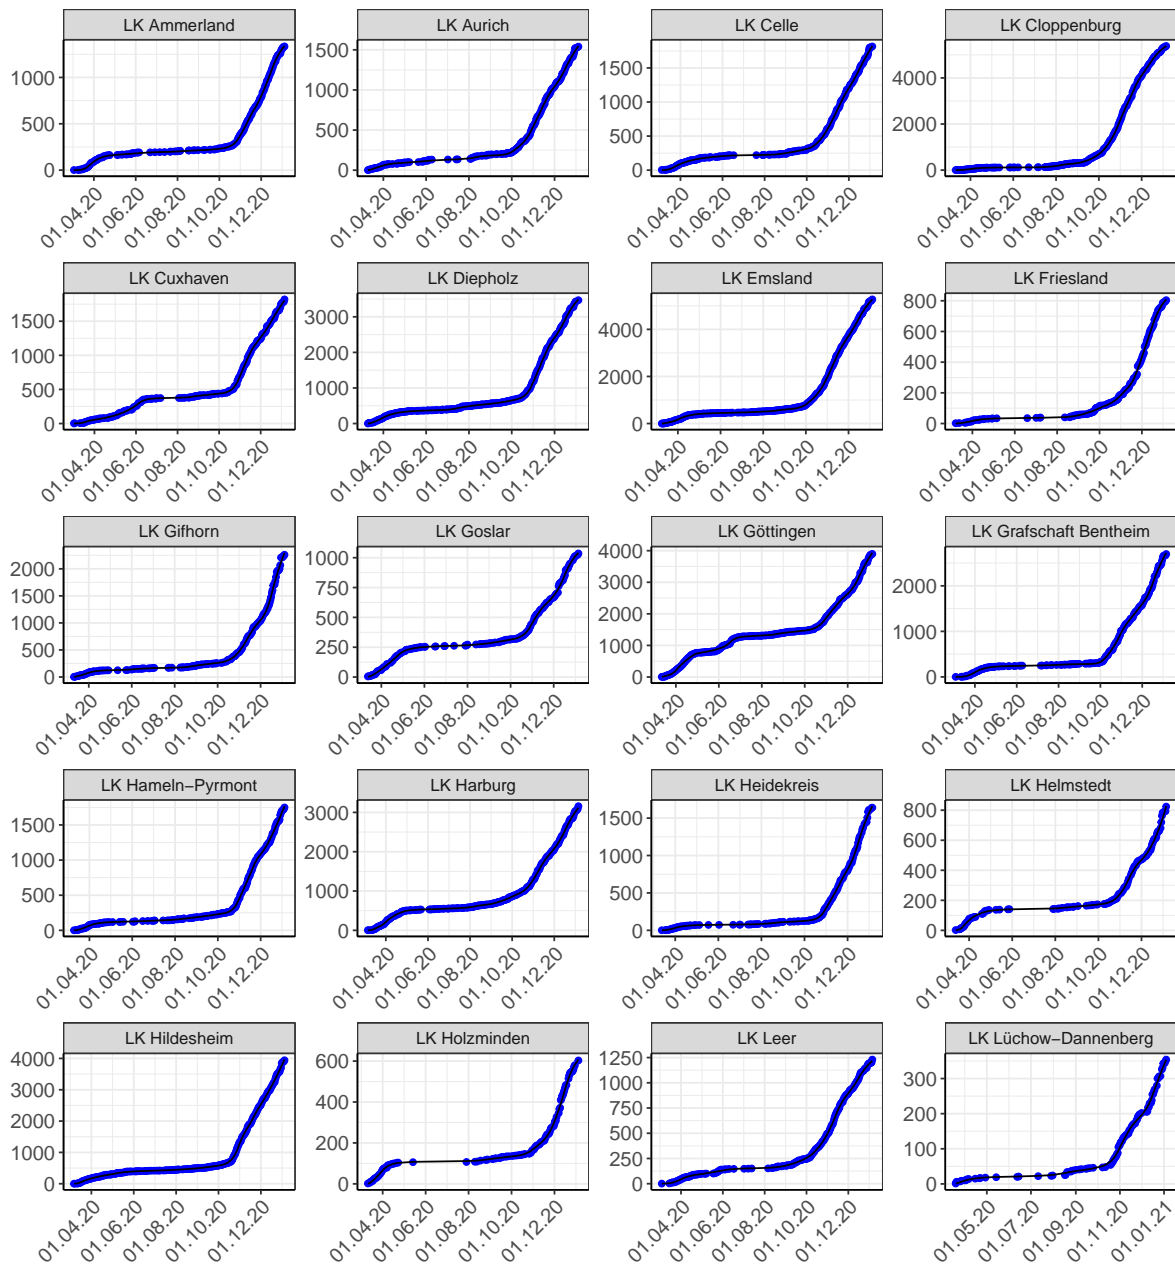 LK Ammerland
LK Aurich
LK Celle
LK Cloppenburg
1000
500
0
1500
1000
500
0
1500
1000
500
0
4000
2000
0
01.04.20 01.06.20 01.08.20 01.10.20 01.12.20
01.04.20 01.06.20 01.08.20 01.10.20 01.12.20
01.04.20 01.06.20 01.08.20 01.10.20 01.12.20
01.04.20 01.06.20 01.08.20 01.10.20 01.12.20
LK Cuxhaven
LK Diepholz
LK Emsland
LK Friesland
1500
1000
500
0
3000
2000
1000
0
4000
2000
0
800
600
400
200
0
01.04.20 01.06.20 01.08.20 01.10.20 01.12.20
01.04.20 01.06.20 01.08.20 01.10.20 01.12.20
01.04.20 01.06.20 01.08.20 01.10.20 01.12.20
01.04.20 01.06.20 01.08.20 01.10.20 01.12.20
LK Gifhorn
LK Goslar
LK Göttingen
LK Grafschaft Bentheim
2000
1500
1000
500
0
1000
750
500
250
0
4000
3000
2000
1000
0
2000
1000
0
01.04.20 01.06.20 01.08.20 01.10.20 01.12.20
01.04.20 01.06.20 01.08.20 01.10.20 01.12.20
01.04.20 01.06.20 01.08.20 01.10.20 01.12.20
01.04.20 01.06.20 01.08.20 01.10.20 01.12.20
LK Hameln−Pyrmont
LK Harburg
LK Heidekreis
LK Helmstedt
1500
1000
500
0
3000
2000
1000
0
1500
1000
500
0
800
600
400
200
0
01.04.20 01.06.20 01.08.20 01.10.20 01.12.20
01.04.20 01.06.20 01.08.20 01.10.20 01.12.20
01.04.20 01.06.20 01.08.20 01.10.20 01.12.20
01.04.20 01.06.20 01.08.20 01.10.20 01.12.20
LK Hildesheim
LK Holzminden
LK Leer
LK Lüchow−Dannenberg
4000
3000
2000
1000
0
600
400
200
0
1250
1000
750
500
250
0
300
200
100
0
01.04.20 01.06.20 01.08.20 01.10.20 01.12.20
01.04.20 01.06.20 01.08.20 01.10.20 01.12.20
01.04.20 01.06.20 01.08.20 01.10.20 01.12.20
01.05.20 01.07.20 01.09.20 01.11.20 01.01.21